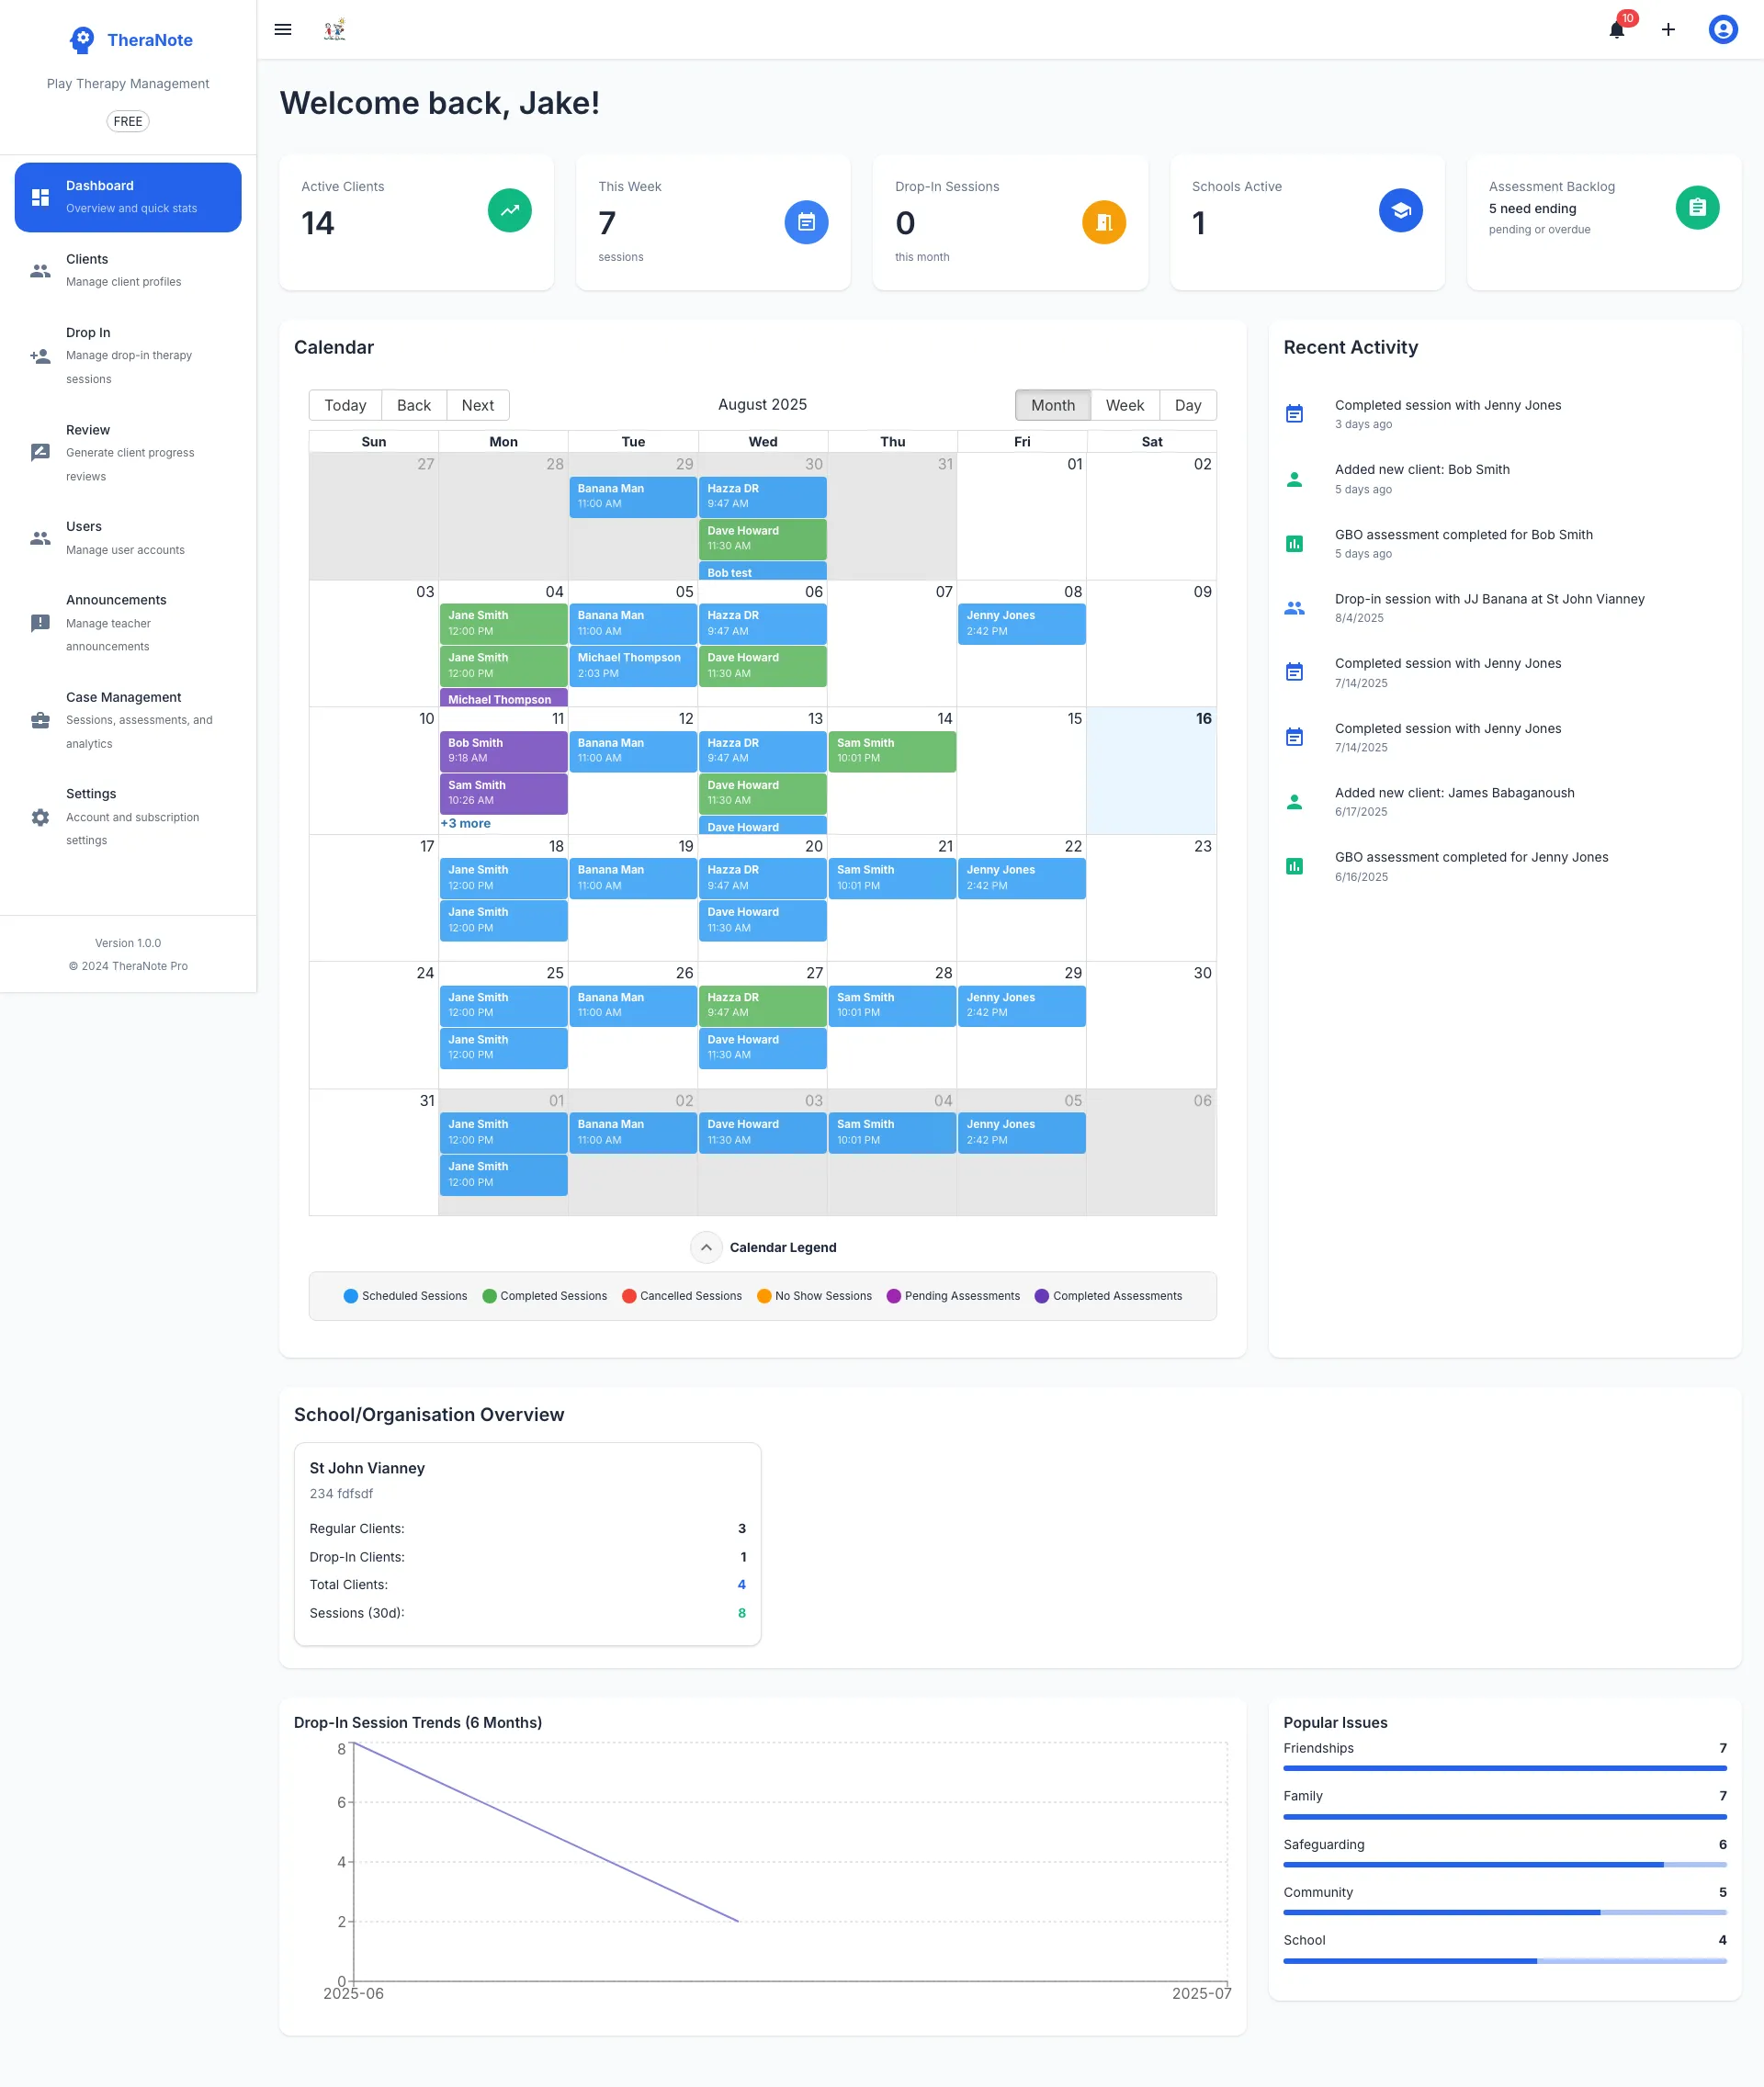 TheraNote
Play Therapy Management
FREE
Dashboard
Overview and quick stats
Clients
Manage client profiles
Drop In
Manage drop-in therapy
sessions
Review
Generate client progress
reviews
Users
Manage user accounts
Announcements
Manage teacher
announcements
Case Management
Sessions, assessments, and
analytics
Settings
Account and subscription
settings
Version 1.0.0
© 2024 TheraNote Pro
10
Welcome back, Jake!
Active Clients
14
This Week
7
sessions
Drop-In Sessions
0
this month
Schools Active
1
Assessment Backlog
5 need ending
pending or overdue
Calendar
Today Back Next
August 2025
Month Week Day
Sun Mon Tue Wed Thu Fri Sat
27 28 29 30 31 01 02
Banana Man
11:00 AM
Hazza DR
9:47 AM
Dave Howard
11:30 AM
Bob test
03 04 05 06 07 08 09
Jane Smith
12:00 PM
Jane Smith
12:00 PM
Michael Thompson
Banana Man
11:00 AM
Michael Thompson
2:03 PM
Hazza DR
9:47 AM
Dave Howard
11:30 AM
Jenny Jones
2:42 PM
10 11 12 13 14 15 16
Bob Smith
9:18 AM
Sam Smith
10:26 AM
+3 more
Banana Man
11:00 AM
Hazza DR
9:47 AM
Dave Howard
11:30 AM
Dave Howard
Sam Smith
10:01 PM
17 18 19 20 21 22 23
Jane Smith
12:00 PM
Jane Smith
12:00 PM
Banana Man
11:00 AM
Hazza DR
9:47 AM
Dave Howard
11:30 AM
Sam Smith
10:01 PM
Jenny Jones
2:42 PM
24 25 26 27 28 29 30
Jane Smith
12:00 PM
Jane Smith
12:00 PM
Banana Man
11:00 AM
Hazza DR
9:47 AM
Dave Howard
11:30 AM
Sam Smith
10:01 PM
Jenny Jones
2:42 PM
31 01 02 03 04 05 06
Jane Smith
12:00 PM
Jane Smith
12:00 PM
Banana Man
11:00 AM
Dave Howard
11:30 AM
Sam Smith
10:01 PM
Jenny Jones
2:42 PM
Calendar Legend
Scheduled Sessions Completed Sessions Cancelled Sessions No Show Sessions Pending Assessments Completed Assessments
Recent Activity
Completed session with Jenny Jones
3 days ago
Added new client: Bob Smith
5 days ago
GBO assessment completed for Bob Smith
5 days ago
Drop-in session with JJ Banana at St John Vianney
8/4/2025
Completed session with Jenny Jones
7/14/2025
Completed session with Jenny Jones
7/14/2025
Added new client: James Babaganoush
6/17/2025
GBO assessment completed for Jenny Jones
6/16/2025
School/Organisation Overview
St John Vianney
234 fdfsdf
Regular Clients: 3
Drop-In Clients: 1
Total Clients: 4
Sessions (30d): 8
Drop-In Session Trends (6 Months)
8
6
4
2
0
2025-06 2025-07
Popular Issues
Friendships 7
Family 7
Safeguarding 6
Community 5
School 4